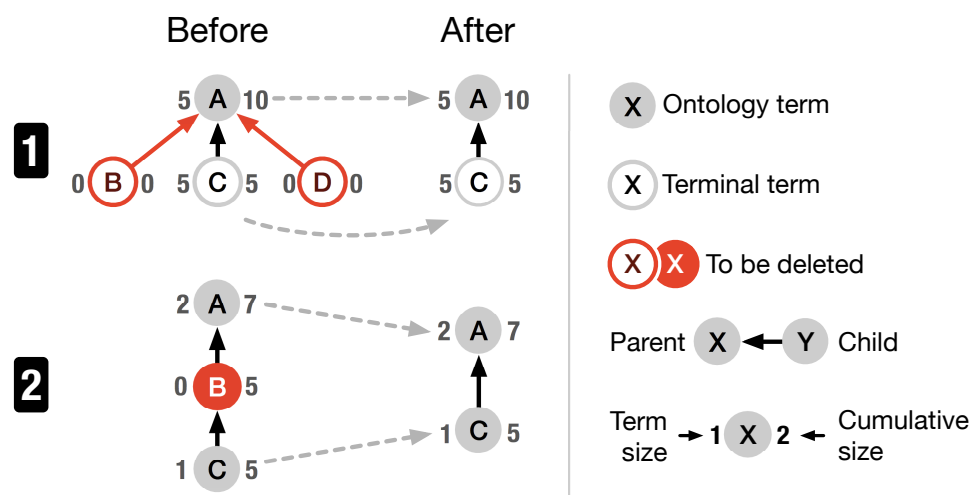 Before After
1
5 A 10 5 A 10
0 B 0 5 C 5 0 D 0 5 C 5
2
2 A 7 2 A 7
0 B 5
1 C 5 1 C 5
X Ontology term
X Terminal term
X X To be deleted
Parent X Y Child
Term size 1 X 2 Cumulative size